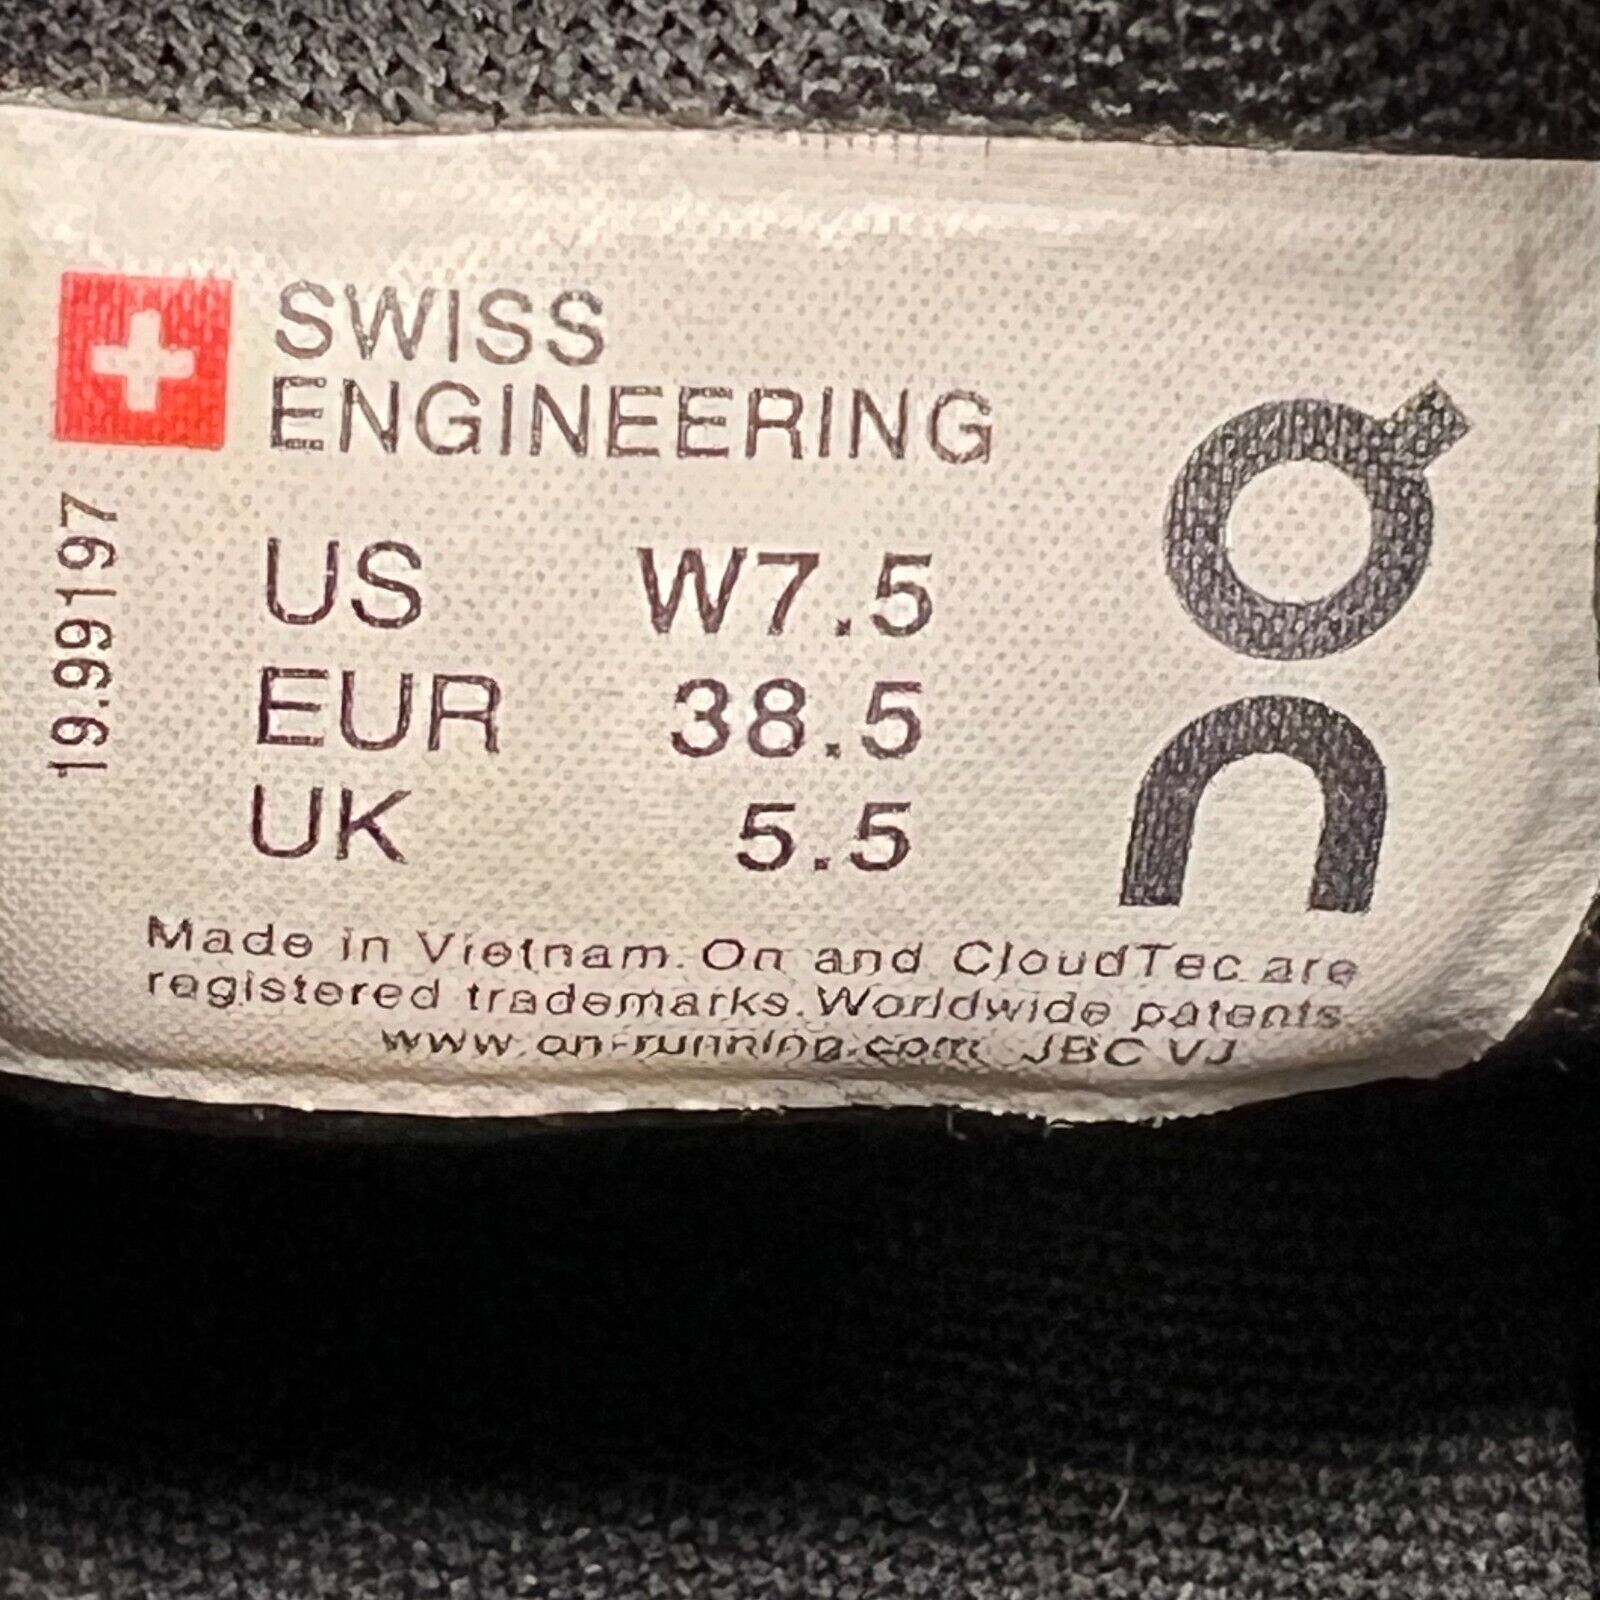 SWISS
ENGINEERING
19.99197
US W7.5
EUR 38.5
UK 5.5
On
Made in Vietnam. On and CloudTec are
registered trademarks. Worldwide patents
www.on-running.com JBC VJ